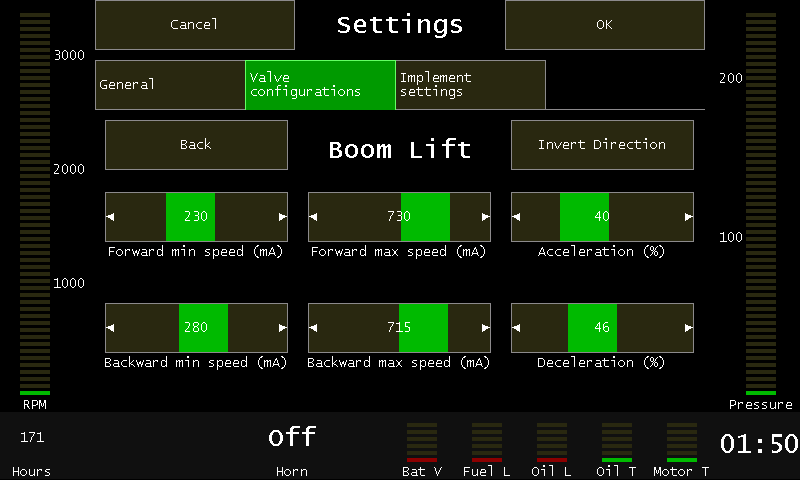 Cancel
Settings
OK
3000
200
General
Valve
configurations
Implement
settings
Back
Boom Lift
Invert Direction
2000
230
730
40
Forward min speed (mA)
Forward max speed (mA)
Acceleration (%)
100
1000
280
715
46
Backward min speed (mA)
Backward max speed (mA)
Deceleration (%)
RPM
Pressure
171
Off
01:50
Hours
Horn
Bat V
Fuel L
Oil L
Oil T
Motor T